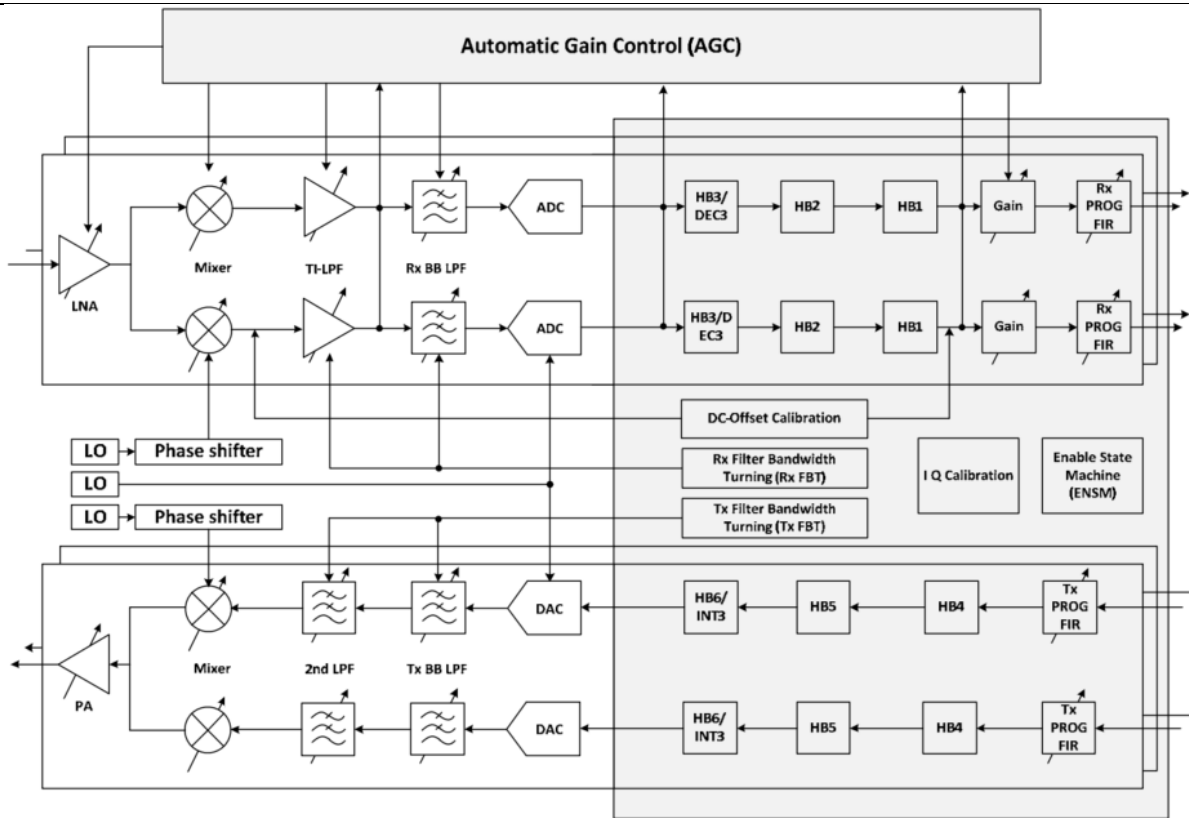 Automatic Gain Control (AGC)
HB3/
DEC3
HB2
HB1
Gain
Rx
PROG
FIR
ADC
Mixer
TI-LPF
Rx BB LPF
LNA
ADC
HB3/D
EC3
HB2
HB1
Gain
Rx
PROG
FIR
DC-Offset Calibration
LO
Phase shifter
Rx Filter Bandwidth
Turning (Rx FBT)
I Q Calibration
Enable State
Machine
(ENSM)
LO
LO
Phase shifter
Tx Filter Bandwidth
Turning (Tx FBT)
DAC
HB6/
INT3
HB5
HB4
Tx
PROG
FIR
Mixer
2nd LPF
Tx BB LPF
PA
DAC
HB6/
INT3
HB5
HB4
Tx
PROG
FIR